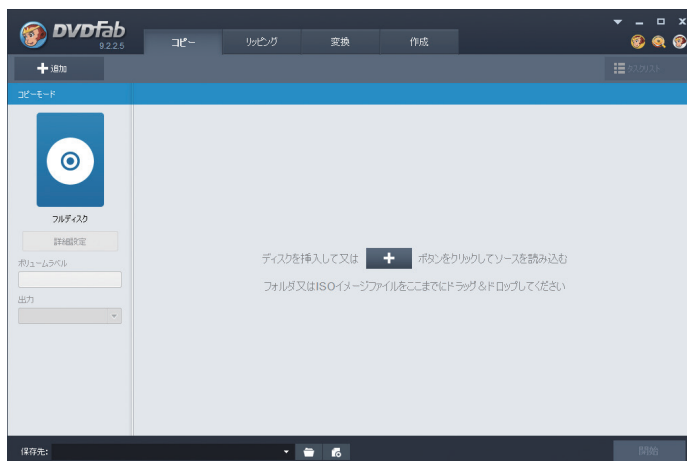 DVDFab
9.2.2.5
コピー リッピング 変換 作成
追加 タスクリスト
コピーモード
フルディスク
詳細設定
ボリュームラベル
出力
ディスクを挿入して又は ボタンをクリックしてソースを読み込む
フォルダ又はISOイメージファイルをここまでにドラッグ&ドロップしてください
保存先: 開始